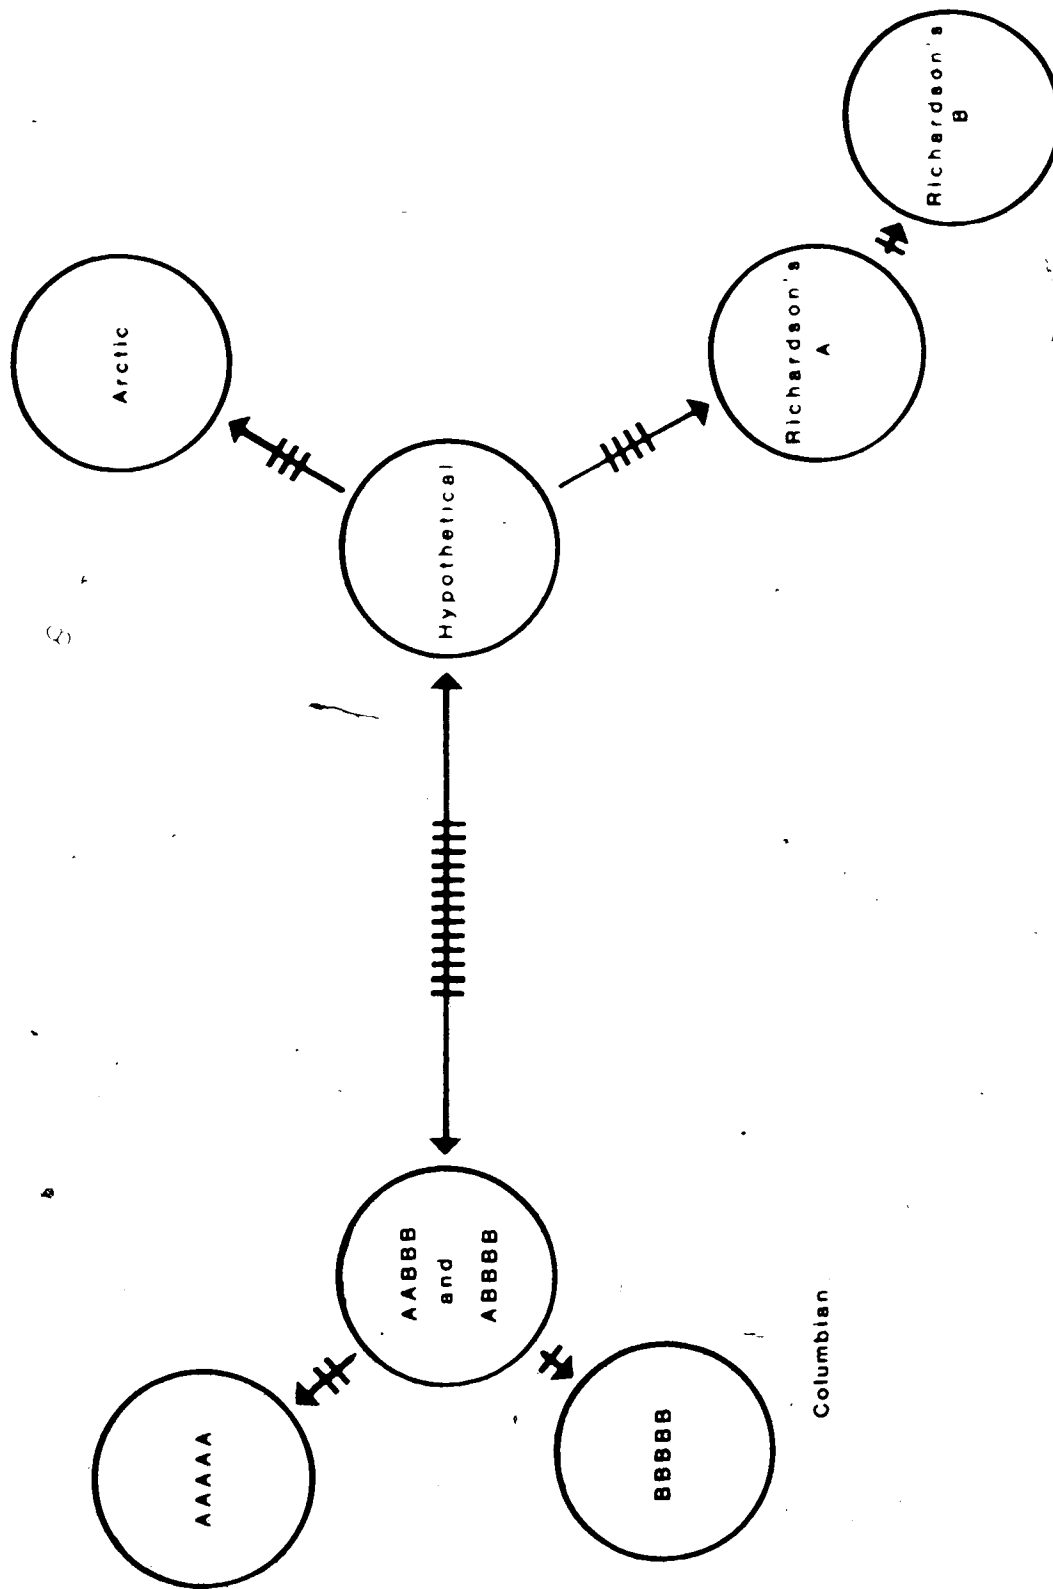 AAAAA
AABBB
and
ABBBB
BBBBB
Columbian
Hypothetical
Arctic
Richardson's
A
Richardson's
B